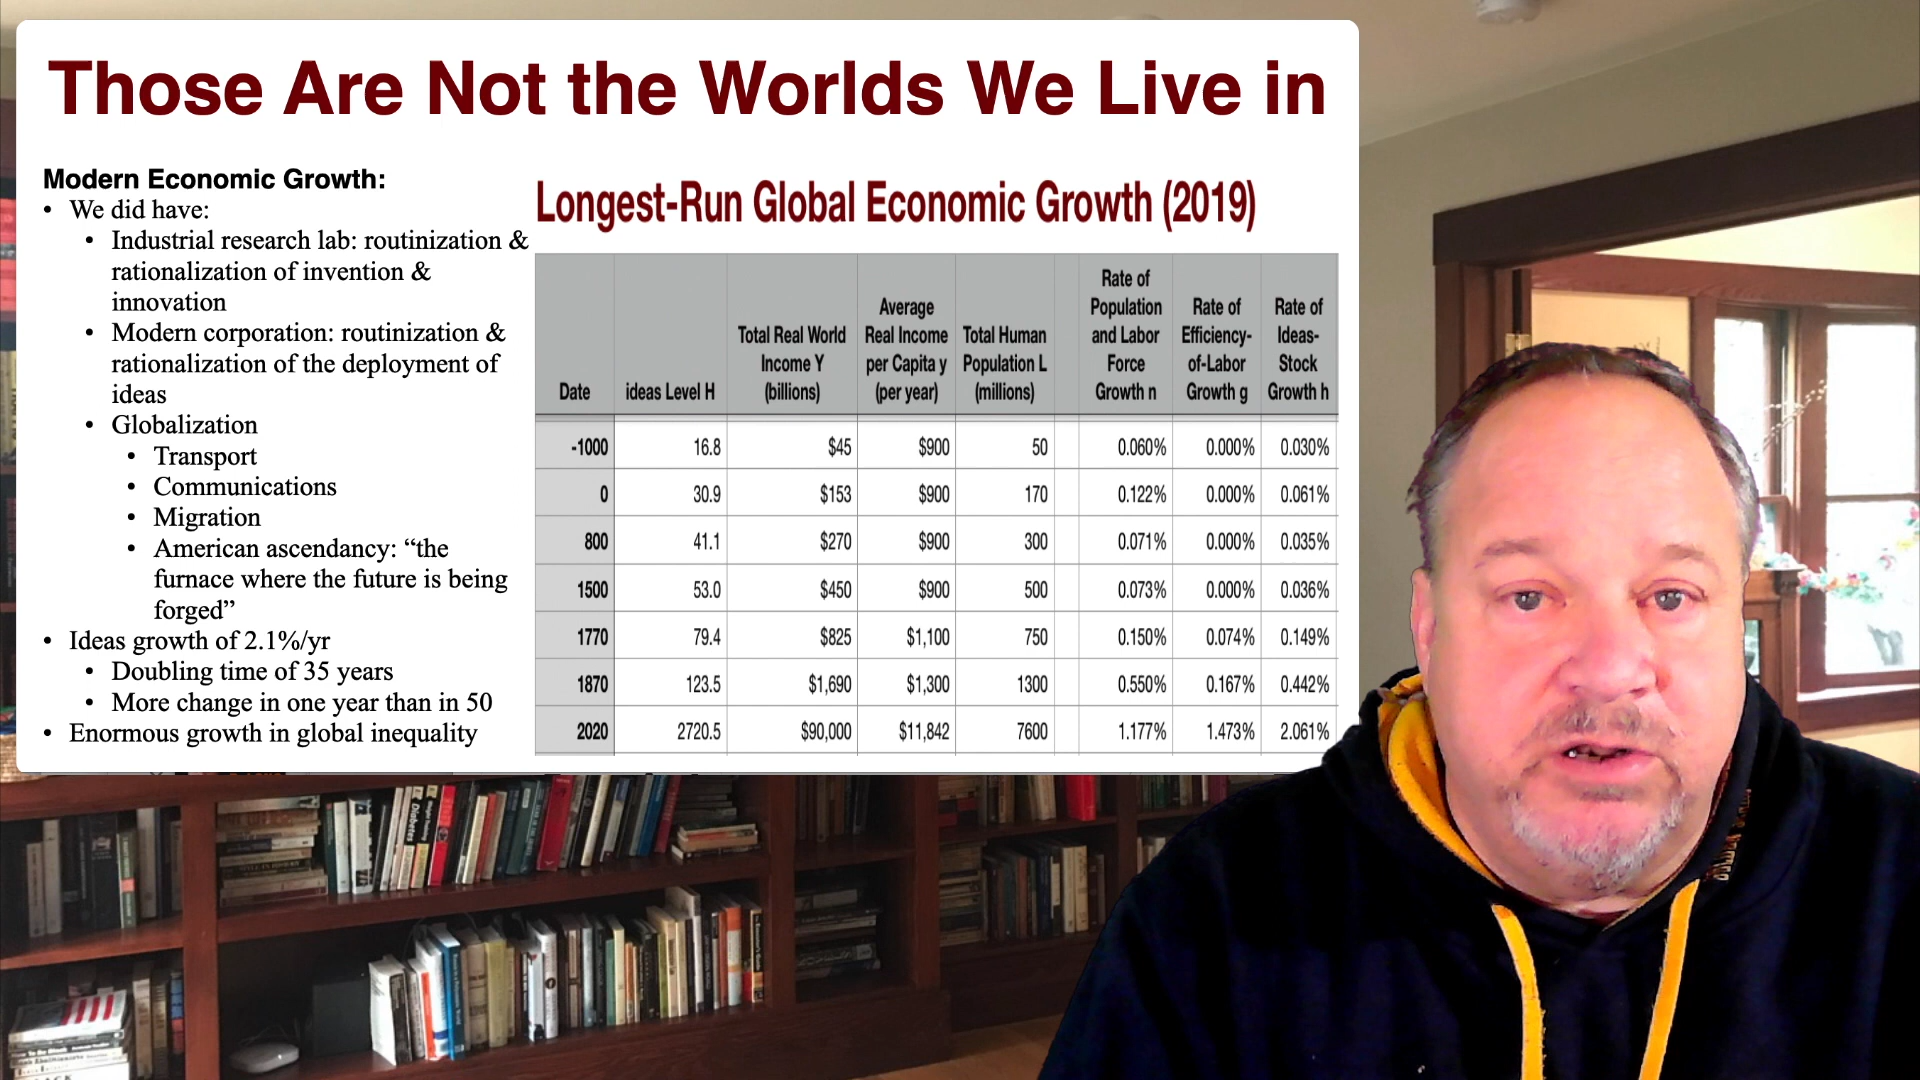 Those Are Not the Worlds We Live in
Modern Economic Growth:
• We did have:
• Industrial research lab: routinization &
rationalization of invention &
innovation
• Modern corporation: routinization &
rationalization of the deployment of
ideas
• Globalization
• Transport
• Communications
• Migration
• American ascendancy: “the
furnace where the future is being
forged”
• Ideas growth of 2.1%/yr
• Doubling time of 35 years
• More change in one year than in 50
• Enormous growth in global inequality
Longest-Run Global Economic Growth (2019)
Date | ideas Level H | Total Real World Income Y (billions) | Average Real Income per Capita y (per year) | Total Human Population L (millions) | Rate of Population and Labor Force Growth n | Rate of Efficiency-of-Labor Growth g | Rate of Ideas-Stock Growth h
-1000 16.8 $45 $900 50 0.060% 0.000% 0.030%
0 30.9 $153 $900 170 0.122% 0.000% 0.061%
800 41.1 $270 $900 300 0.071% 0.000% 0.035%
1500 53.0 $450 $900 500 0.073% 0.000% 0.036%
1770 79.4 $825 $1,100 750 0.150% 0.074% 0.149%
1870 123.5 $1,690 $1,300 1300 0.550% 0.167% 0.442%
2020 2720.5 $90,000 $11,842 7600 1.177% 1.473% 2.061%
Diabetes